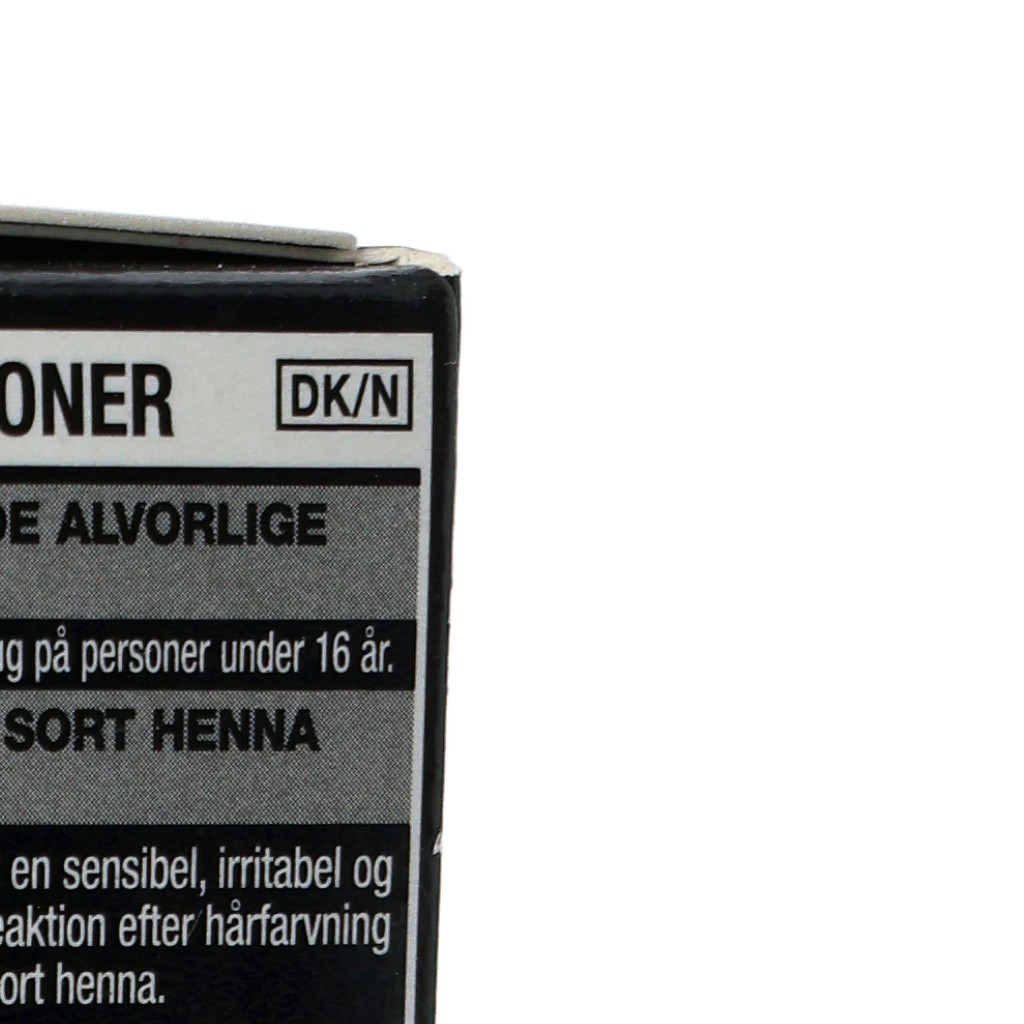 ONER DK/N
DE ALVORLIGE
ug på personer under 16 år.
SORT HENNA
en sensibel, irritabel og
eaktion efter hårfarvning
ort henna.